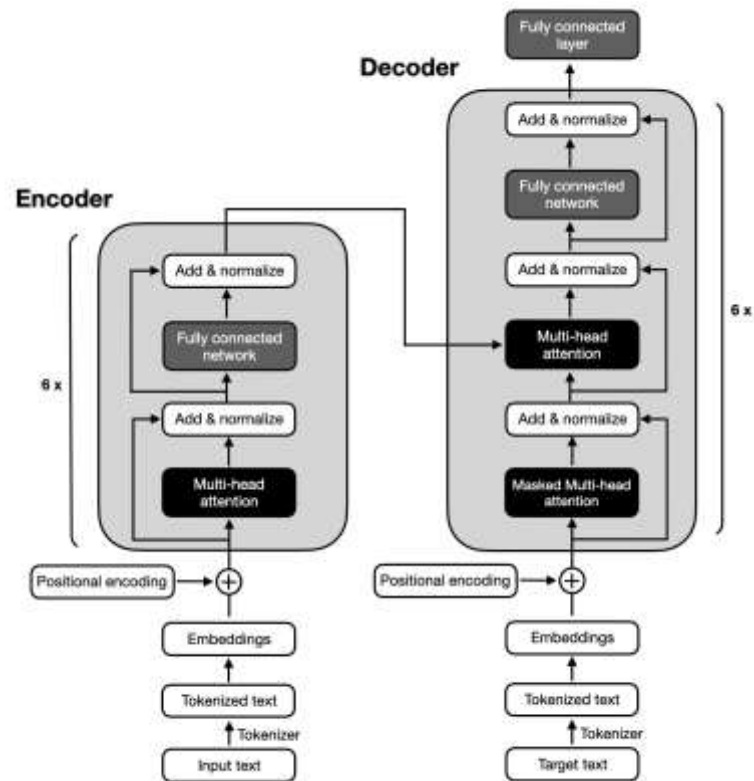 Fully connected
layer
Decoder
Add & normalize
Fully connected
network
Add & normalize
Multi-head
attention
Add & normalize
Masked Multi-head
attention
6 x
Positional encoding
+
Embeddings
Tokenized text
Tokenizer
Target text
Encoder
Add & normalize
Fully connected
network
6 x
Add & normalize
Multi-head
attention
Positional encoding
+
Embeddings
Tokenized text
Tokenizer
Input text